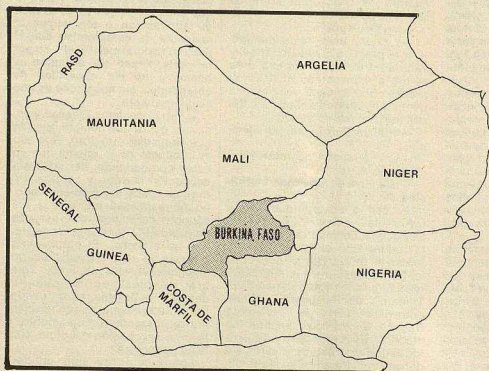 RASD
ARGELIA
MAURITANIA
MALI
NIGER
SENEGAL
BURKINA FASO
GUINEA
NIGERIA
COSTA DE
MARFIL
GHANA